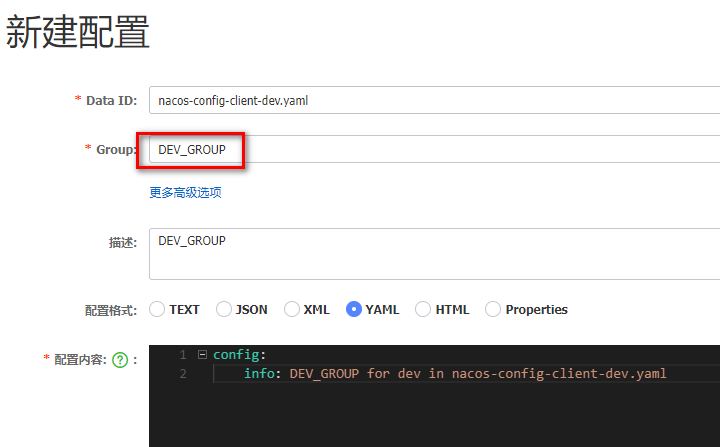 新建配置
* Data ID: nacos-config-client-dev.yaml
* Group: DEV_GROUP
更多高级选项
描述: DEV_GROUP
配置格式: TEXT JSON XML YAML HTML Properties
* 配置内容: ? : 1 config:
2 info: DEV_GROUP for dev in nacos-config-client-dev.yaml